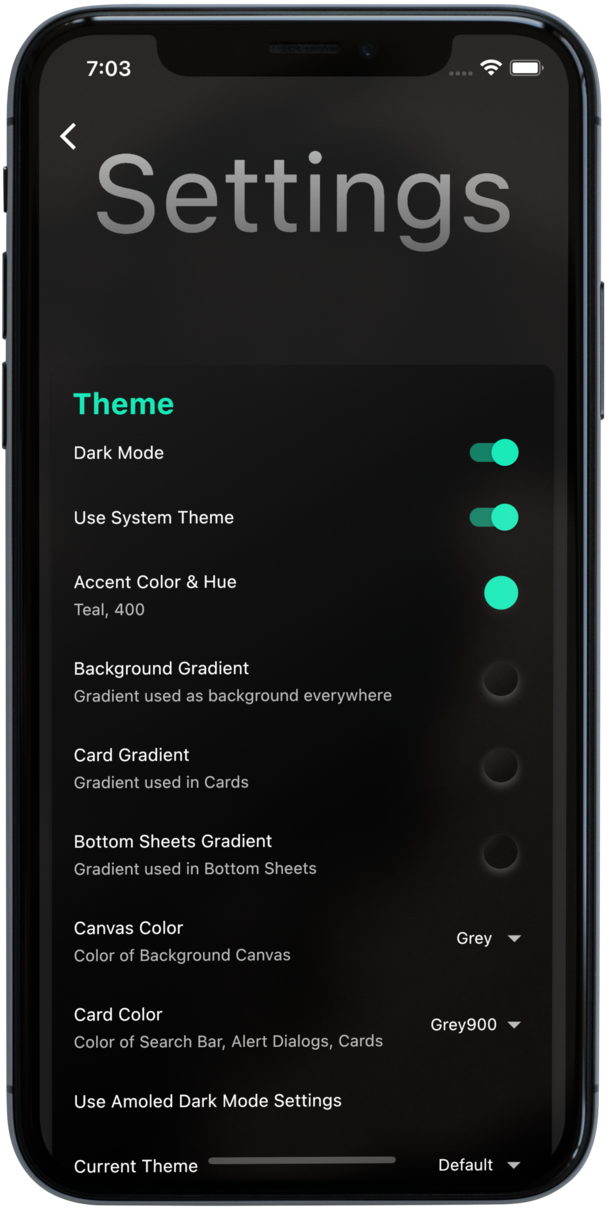 7:03
Settings
Theme
Dark Mode
Use System Theme
Accent Color & Hue
Teal, 400
Background Gradient
Gradient used as background everywhere
Card Gradient
Gradient used in Cards
Bottom Sheets Gradient
Gradient used in Bottom Sheets
Canvas Color
Grey
Color of Background Canvas
Card Color
Grey900
Color of Search Bar, Alert Dialogs, Cards
Use Amoled Dark Mode Settings
Current Theme Default